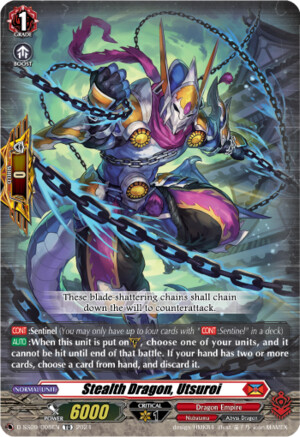 1
GRADE
BOOST
0
These blade-shattering chains shall chain
down the will to counterattack.
CONT :Sentinel (You may only have up to four cards with "CONT :Sentinel" in a deck)
AUTO :When this unit is put on , choose one of your units, and it
cannot be hit until end of that battle. If your hand has two or more
cards, choose a card from your hand, and discard it.
NORMAL UNIT
Stealth Dragon, Utsuroi
POWER 6000
CRITICAL
1
Dragon Empire
Nubatama
Abyss Dragon